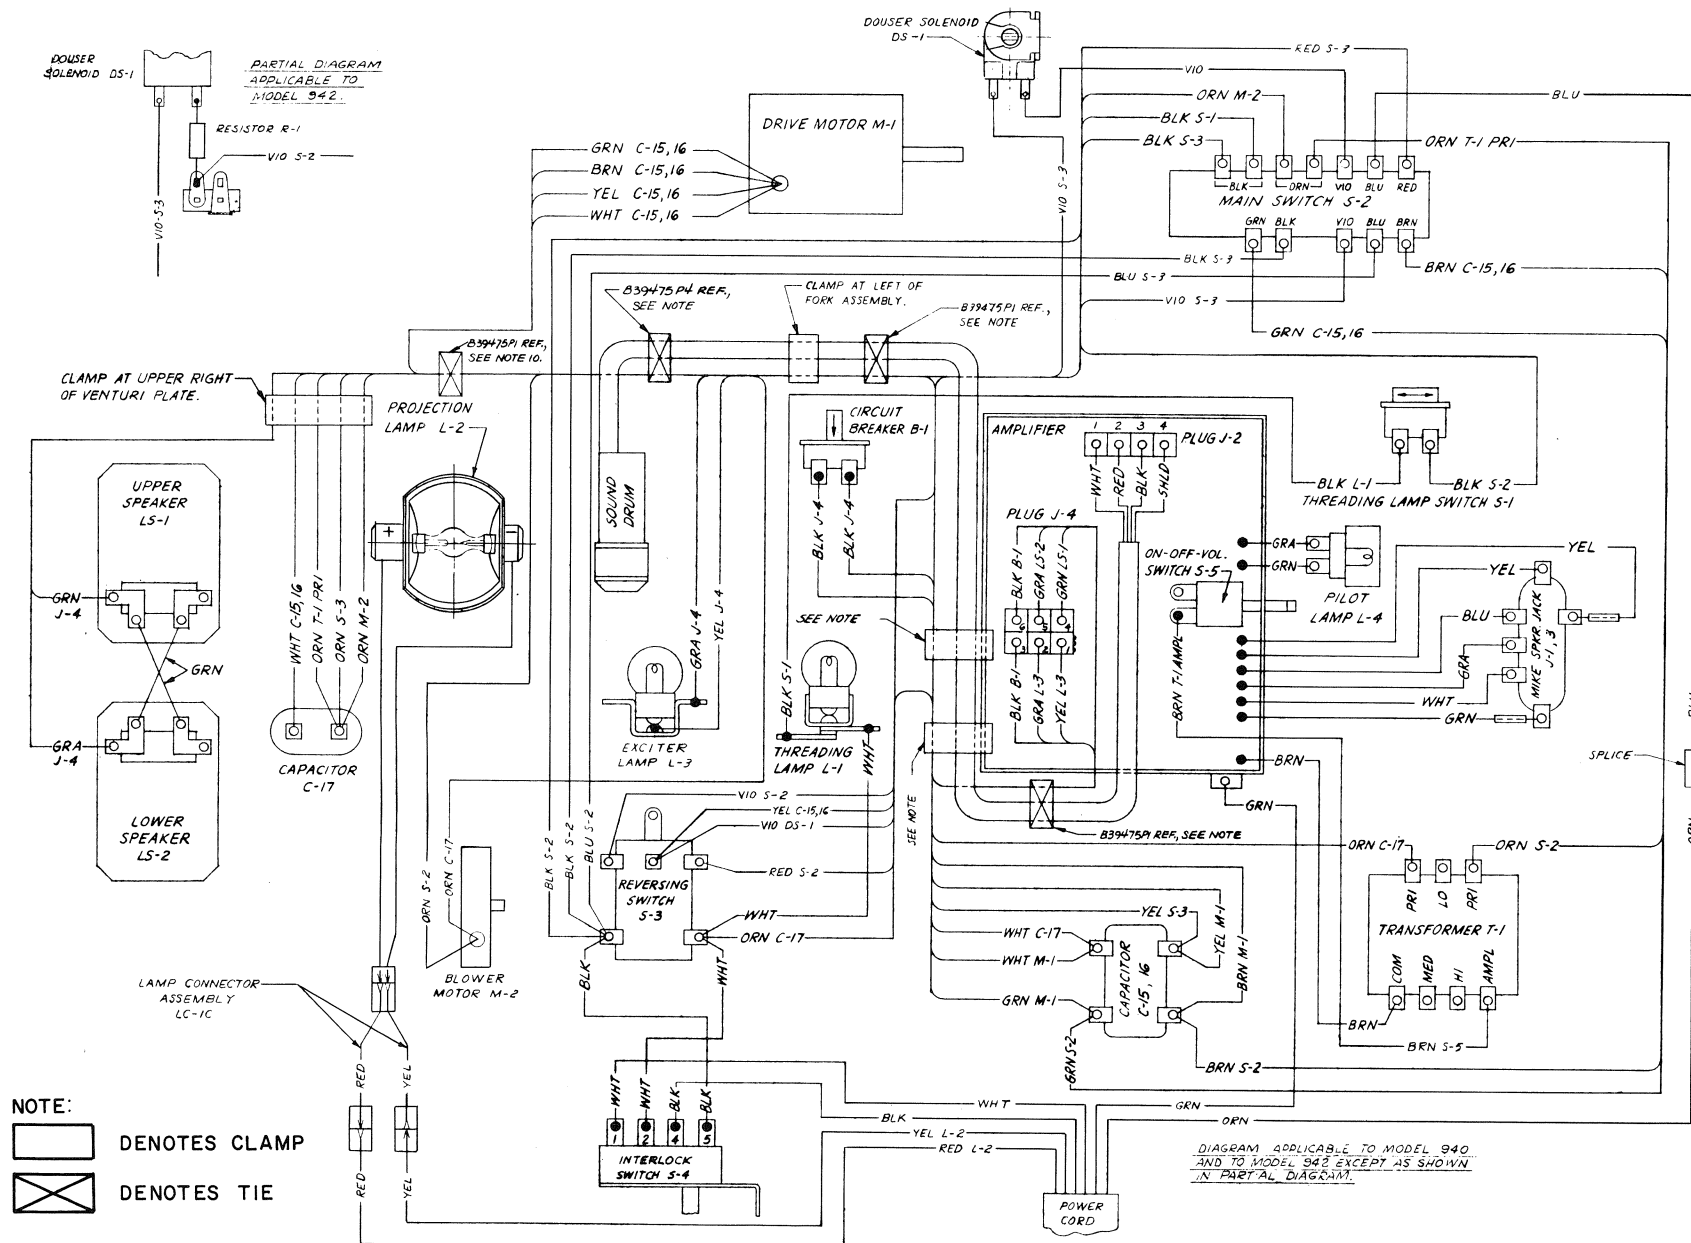 DOUSER
SOLENOID DS-1
PARTIAL DIAGRAM
APPLICABLE TO
MODEL 942.
RESISTOR R-1
VIO S-2
VIO-S-3
DOUSER SOLENOID
DS-1
DRIVE MOTOR M-1
GRN C-15,16
BRN C-15,16
YEL C-15,16
WHT C-15,16
VIO S-3
RED S-3
VIO
BLU
ORN M-2
BLK S-1
BLK S-3
ORN T-1 PRI
BLK
ORN
VIO
BLU
RED
MAIN SWITCH S-2
GRN
BLK
VIO
BLU
BRN
BLK S-3
BRN C-15,16
BLU S-3
VIO S-3
GRN C-15,16
B39475P4 REF.,
SEE NOTE
CLAMP AT LEFT OF
FORK ASSEMBLY.
B39475P1 REF.,
SEE NOTE
B39475P1 REF.,
SEE NOTE 10.
CLAMP AT UPPER RIGHT
OF VENTURI PLATE.
PROJECTION
LAMP L-2
UPPER
SPEAKER
LS-1
GRN
J-4
GRN
GRA
J-4
LOWER
SPEAKER
LS-2
WHT C-15,16
ORN T-1 PRI
ORN S-3
ORN M-2
CAPACITOR
C-17
SOUND
DRUM
CIRCUIT
BREAKER B-1
BLK J-4
BLK J-4
AMPLIFIER
1 2 3 4
PLUG J-2
WHT
RED
BLK
SHLD
PLUG J-4
BLK B-1
GRA LS-2
GRN LS-1
6 5 4
3 2 1
BLK B-1
GRA L-3
YEL L-3
ON-OFF-VOL.
SWITCH S-5
BRN T-1 AMPL
BLK L-1
BLK S-2
THREADING LAMP SWITCH S-1
GRA
GRN
PILOT
LAMP L-4
YEL
YEL
BLU
GRA
WHT
GRN
MIKE SPKR JACK
J-1, 3
BRN
GRN
SEE NOTE
GRA J-4
YEL J-4
EXCITER
LAMP L-3
BLK S-1
THREADING
LAMP L-1
WHT
SEE NOTE
B39475P1 REF., SEE NOTE
BLU
SPLICE
ORN
VIO S-2
YEL C-15,16
VIO DS-1
RED S-2
REVERSING
SWITCH
S-3
BLK S-2
BLK S-2
BLU S-2
WHT
ORN C-17
BLK
WHT
ORN S-2
ORN C-17
BLOWER
MOTOR M-2
YEL S-3
YEL M-1
BRN M-1
WHT C-17
WHT M-1
GRN M-1
CAPACITOR
C-15, 16
GRN S-2
BRN S-2
ORN C-17
ORN S-2
PRI
LO
PRI
TRANSFORMER T-1
COM
MED
HI
AMPL
BRN
BRN S-5
LAMP CONNECTOR
ASSEMBLY
LC-1C
RED
YEL
RED
YEL
WHT
WHT
BLK
BLK
1 2 4 5
INTERLOCK
SWITCH S-4
WHT
BLK
YEL L-2
RED L-2
GRN
ORN
POWER
CORD
NOTE:
DENOTES CLAMP
DENOTES TIE
DIAGRAM APPLICABLE TO MODEL 940
AND TO MODEL 942 EXCEPT AS SHOWN
IN PARTIAL DIAGRAM.